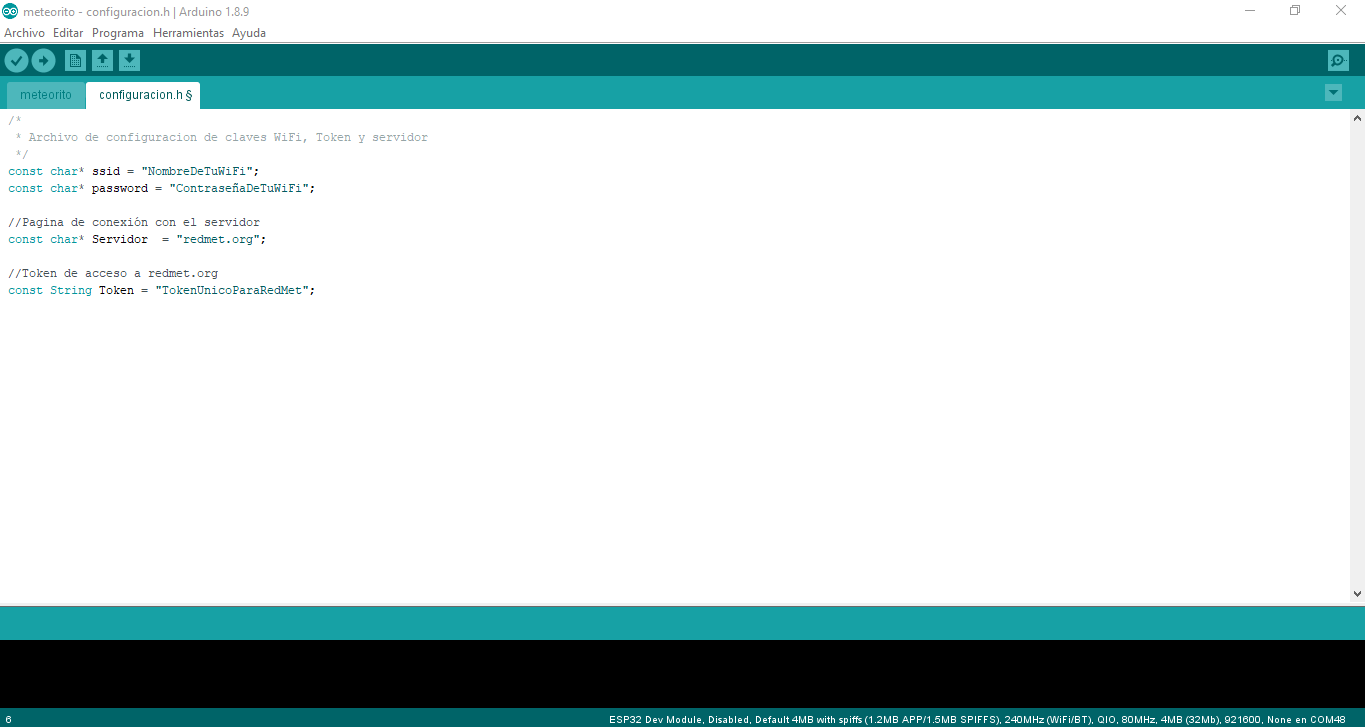 meteorito - configuracion.h | Arduino 1.8.9
Archivo Editar Programa Herramientas Ayuda
meteorito configuracion.h §
/*
 * Archivo de configuracion de claves WiFi, Token y servidor
 */
const char* ssid = "NombreDeTuWiFi";
const char* password = "ContraseñaDeTuWiFi";
//Pagina de conexión con el servidor
const char* Servidor  = "redmet.org";
//Token de acceso a redmet.org
const String Token = "TokenUnicoParaRedMet";
6 ESP32 Dev Module, Disabled, Default 4MB with spiffs (1.2MB APP/1.5MB SPIFFS), 240MHz (WiFi/BT), QIO, 80MHz, 4MB (32Mb), 921600, None en COM48